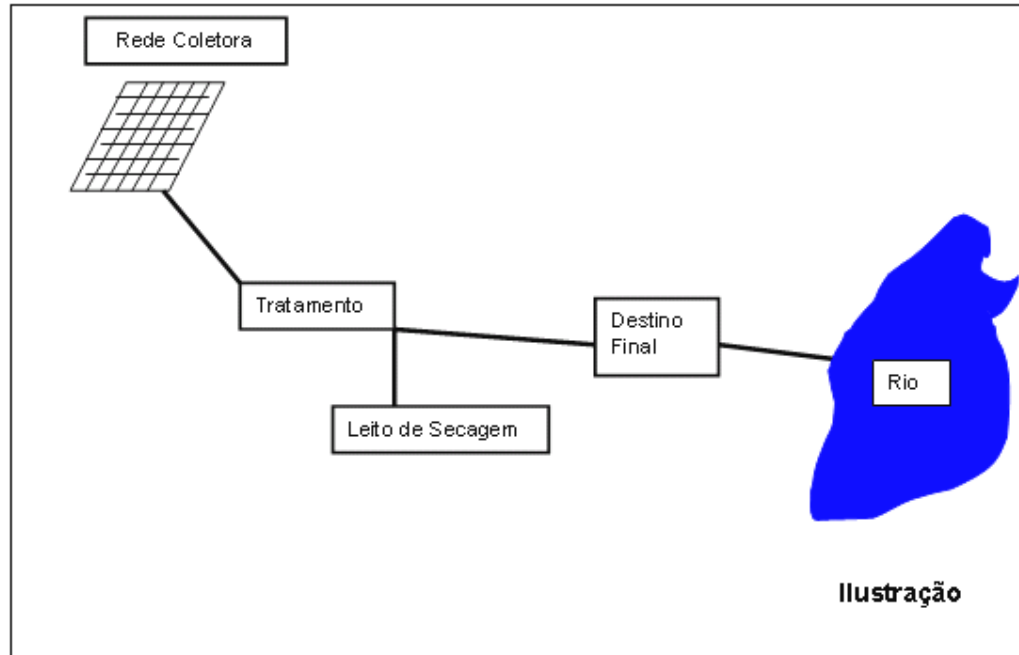 Rede Coletora
Tratamento
Destino
Final
Rio
Leito de Secagem
Ilustração